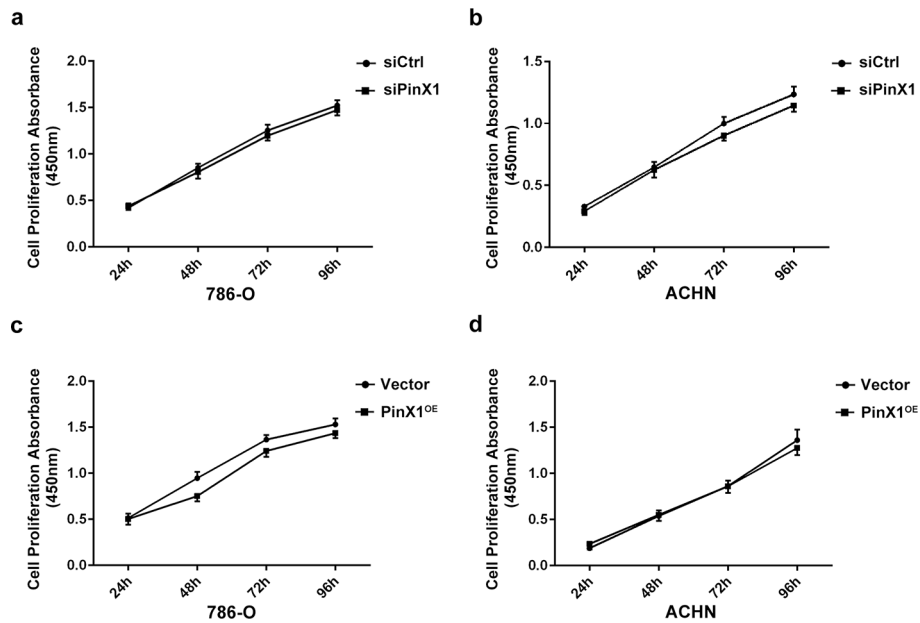 a
Cell Proliferation Absorbance
(450nm)
2.0
1.5
1.0
0.5
0.0
24h
48h
72h
96h
786-O
siCtrl
siPinX1
b
Cell Proliferation Absorbance
(450nm)
1.5
1.0
0.5
0.0
24h
48h
72h
96h
ACHN
siCtrl
siPinX1
c
Cell Proliferation Absorbance
(450nm)
2.0
1.5
1.0
0.5
0.0
24h
48h
72h
96h
786-O
Vector
PinX1ᴼᴱ
d
Cell Proliferation Absorbance
(450nm)
2.0
1.5
1.0
0.5
0.0
24h
48h
72h
96h
ACHN
Vector
PinX1ᴼᴱ